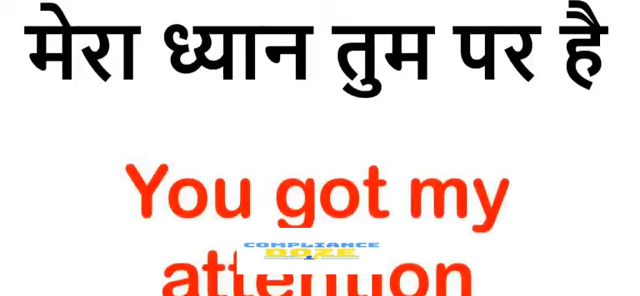 मेरा ध्यान तुम पर है
You got my
COMPLIANCE
DOZE
attention